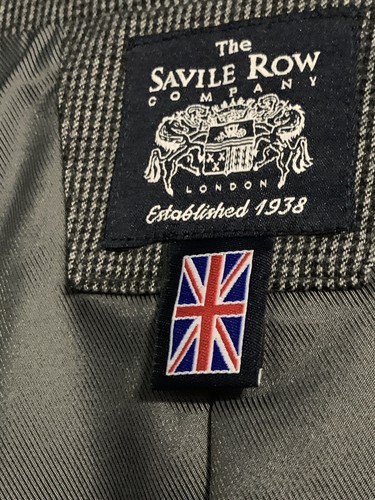 The
SAVILE ROW
COMPANY
LONDON
Established 1938